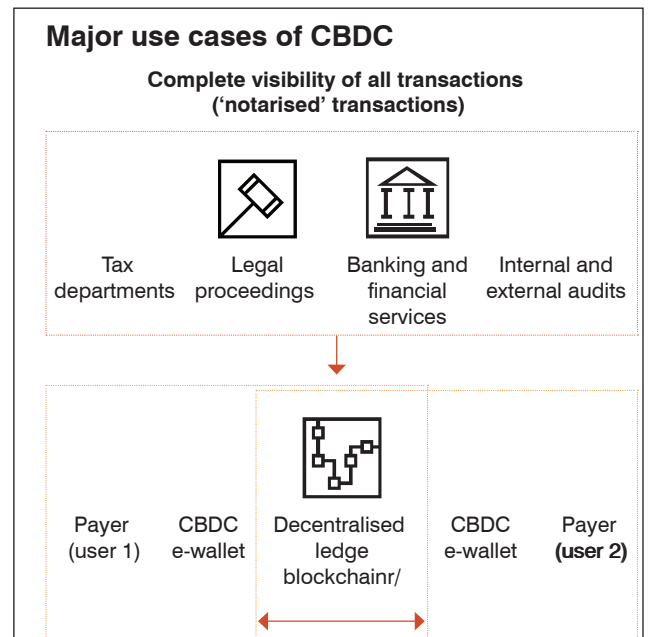 Major use cases of CBDC
Complete visibility of all transactions
(‘notarised’ transactions)
Tax
departments
Legal
proceedings
Banking and
financial
services
Internal and
external audits
Payer
(user 1)
CBDC
e-wallet
Decentralised
ledge
blockchainr/
CBDC
e-wallet
Payer
(user 2)